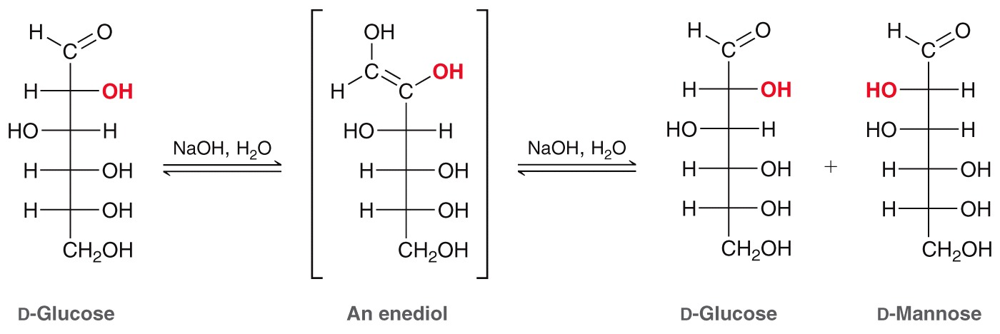 H O
C
H OH
HO H
H OH
H OH
CH₂OH
D-Glucose
NaOH, H₂O
OH
C OH
H C
HO H
H OH
H OH
CH₂OH
An enediol
NaOH, H₂O
H O
C
H OH
HO H
H OH
H OH
CH₂OH
D-Glucose
+
H O
C
HO H
HO H
H OH
H OH
CH₂OH
D-Mannose